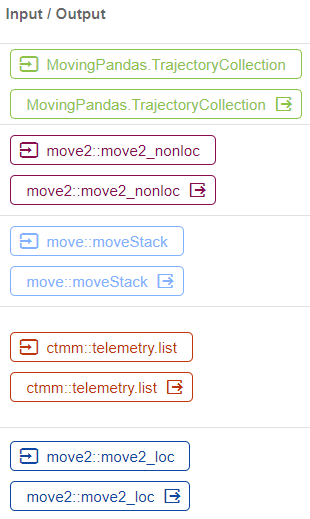 Input / Output
MovingPandas.TrajectoryCollection
MovingPandas.TrajectoryCollection
move2::move2_nonloc
move2::move2_nonloc
move::moveStack
move::moveStack
ctmm::telemetry.list
ctmm::telemetry.list
move2::move2_loc
move2::move2_loc